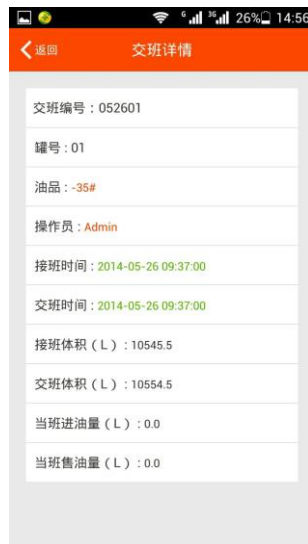 G 3G 26% 14:56
返回 交班详情
交班编号：052601
罐号：01
油品：-35#
操作员：Admin
接班时间：2014-05-26 09:37:00
交班时间：2014-05-26 09:37:00
接班体积（L）：10545.5
交班体积（L）：10554.5
当班进油量（L）：0.0
当班售油量（L）：0.0